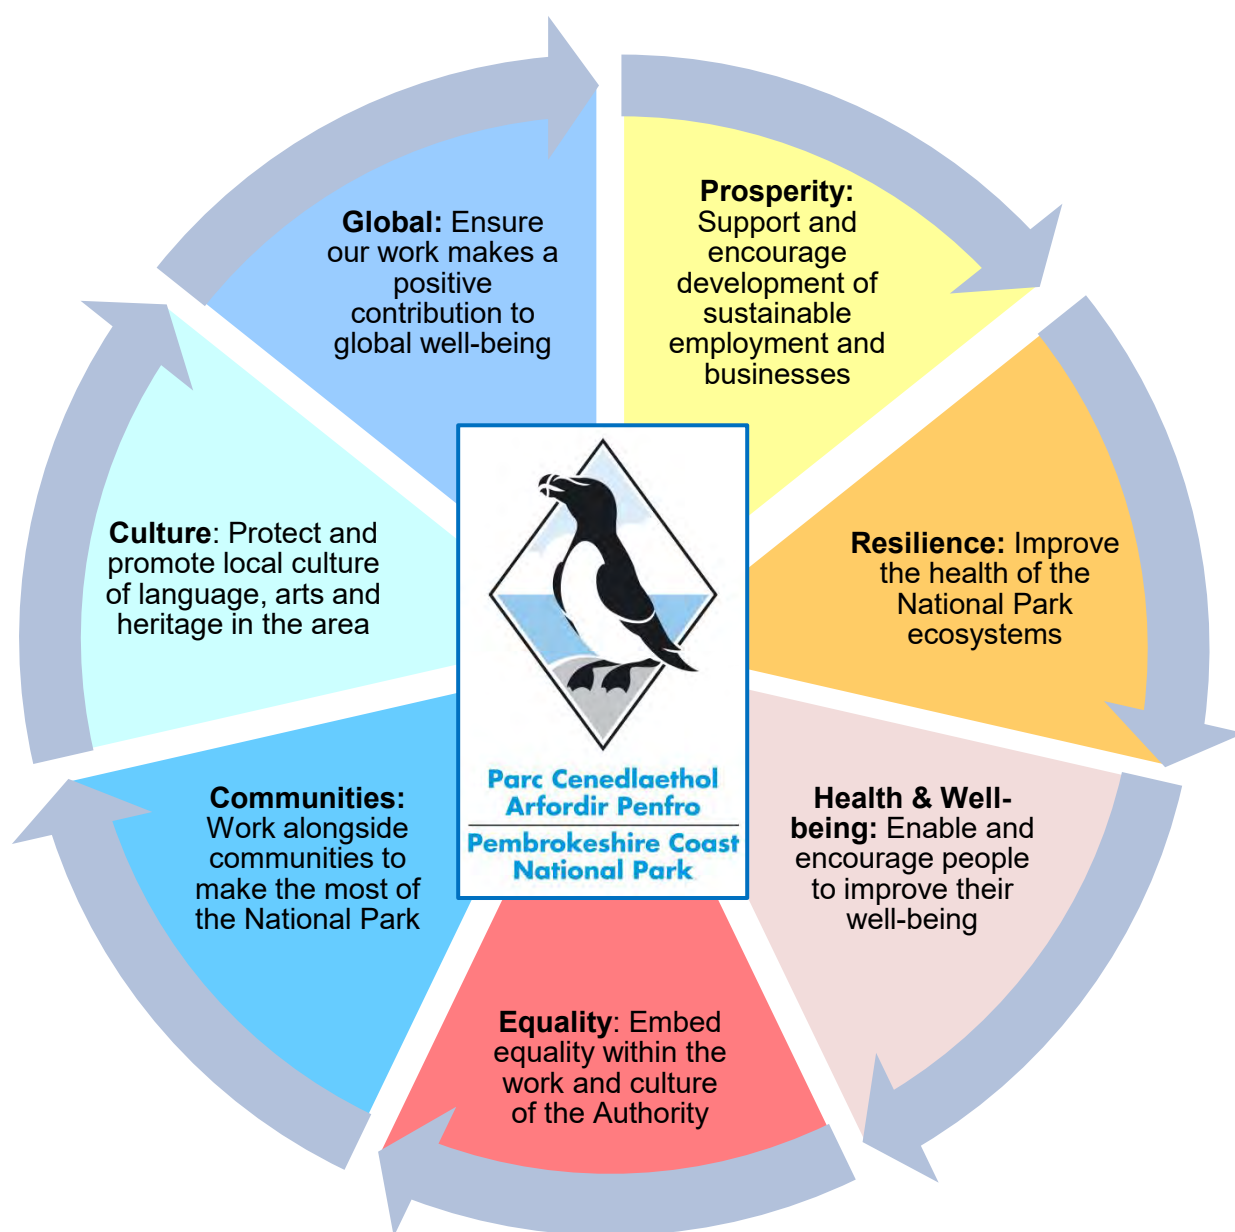 Prosperity:
Support and
encourage
development of
sustainable
employment and
businesses
Resilience: Improve
the health of the
National Park
ecosystems
Health & Well-
being: Enable and
encourage people
to improve their
well-being
Equality: Embed
equality within the
work and culture
of the Authority
Communities:
Work alongside
communities to
make the most of
the National Park
Culture: Protect and
promote local culture
of language, arts and
heritage in the area
Global: Ensure
our work makes a
positive
contribution to
global well-being
Parc Cenedlaethol
Arfordir Penfro
Pembrokeshire Coast
National Park